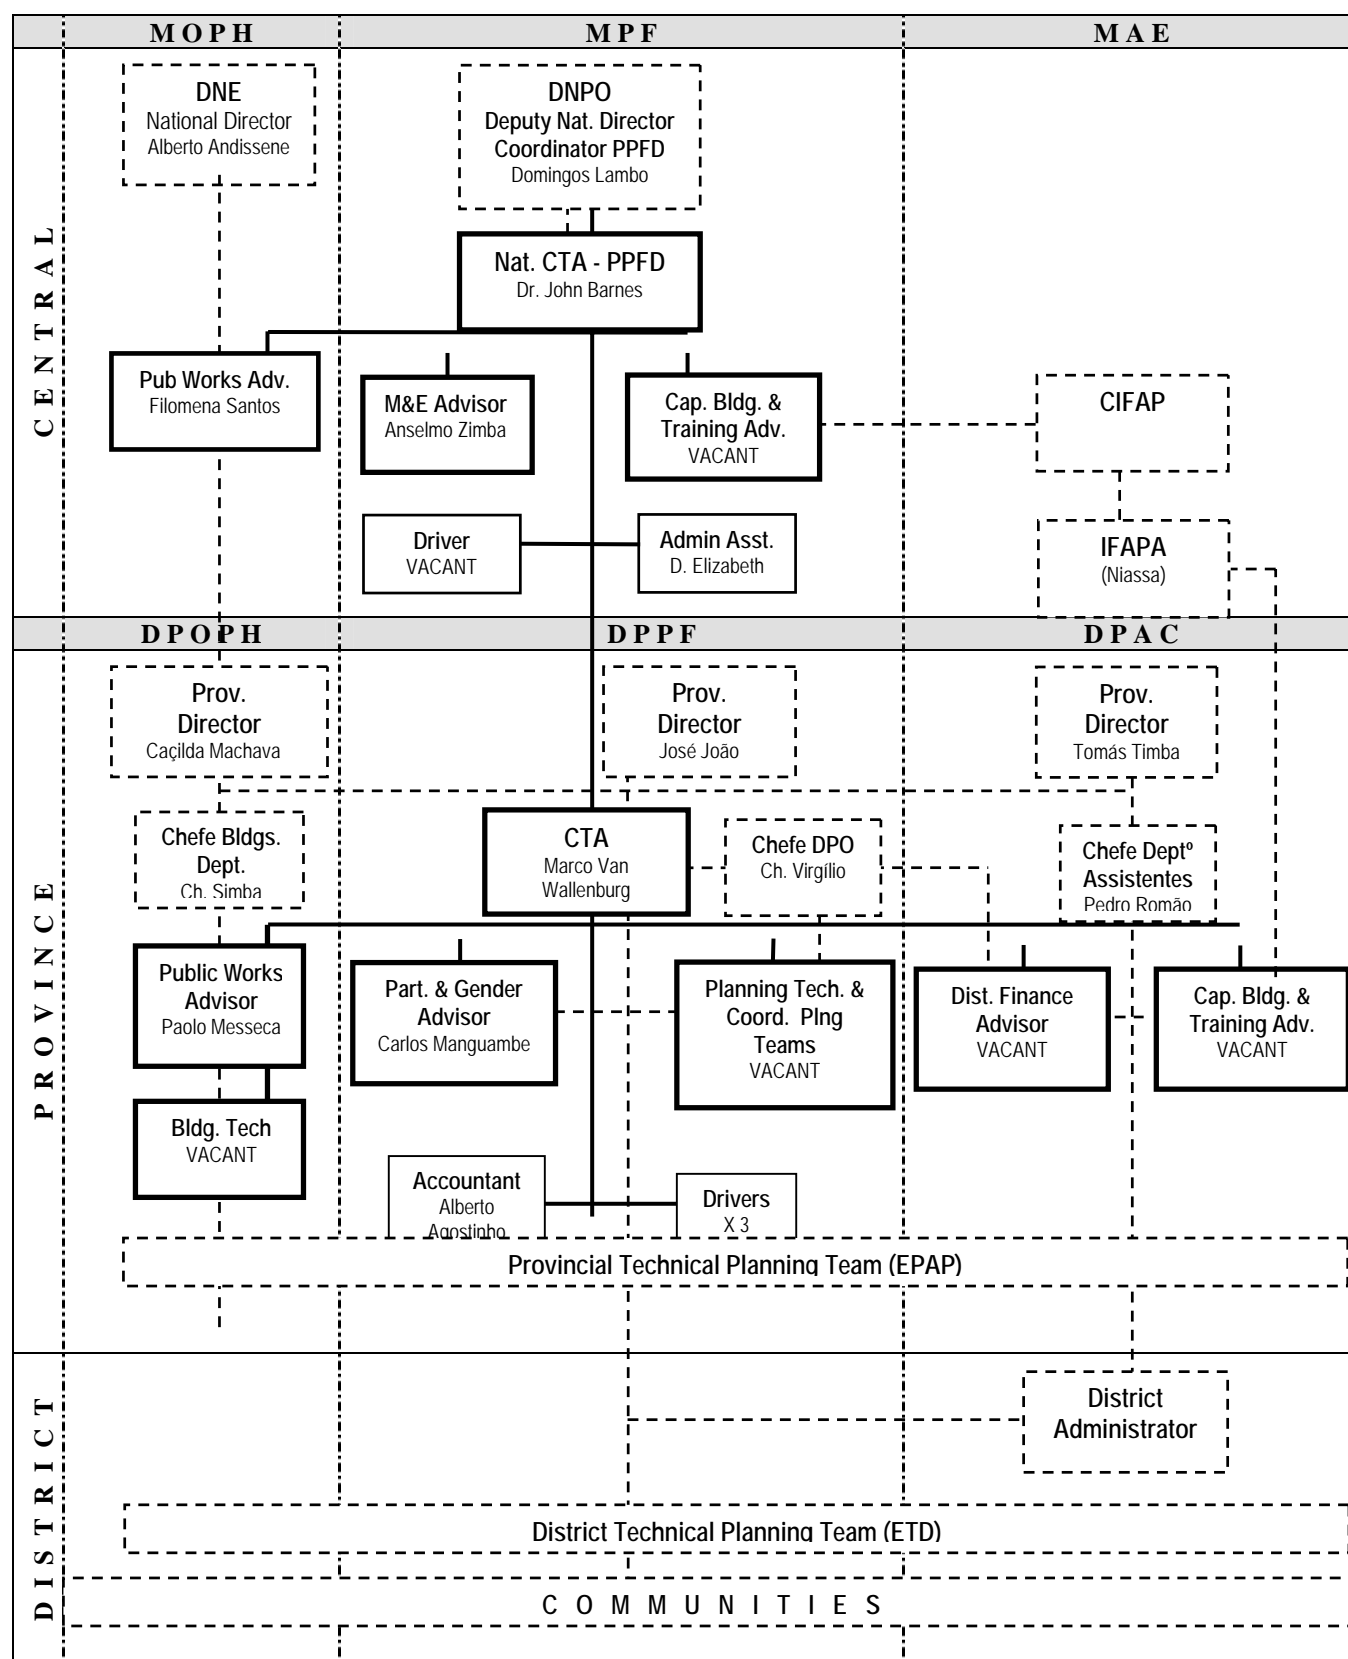 MOPH
MPF
MAE
CENTRAL
DNE
National Director
Alberto Andissene
DNPO
Deputy Nat. Director
Coordinator PPFD
Domingos Lambo
Nat. CTA - PPFD
Dr. John Barnes
Pub Works Adv.
Filomena Santos
M&E Advisor
Anselmo Zimba
Cap. Bldg. &
Training Adv.
VACANT
CIFAP
Driver
VACANT
Admin Asst.
D. Elizabeth
IFAPA
(Niassa)
DPOPH
DPPF
DPAC
PROVINCE
Prov.
Director
Caçilda Machava
Prov.
Director
José João
Prov.
Director
Tomás Timba
Chefe Bldgs.
Dept.
Ch. Simba
CTA
Marco Van
Wallenburg
Chefe DPO
Ch. Virgílio
Chefe Deptº
Assistentes
Pedro Romão
Public Works
Advisor
Paolo Messeca
Part. & Gender
Advisor
Carlos Manguambe
Planning Tech. &
Coord. Plng
Teams
VACANT
Dist. Finance
Advisor
VACANT
Cap. Bldg. &
Training Adv.
VACANT
Bldg. Tech
VACANT
Accountant
Alberto
Agostinho
Drivers
X 3
Provincial Technical Planning Team (EPAP)
DISTRICT
District
Administrator
District Technical Planning Team (ETD)
COMMUNITIES